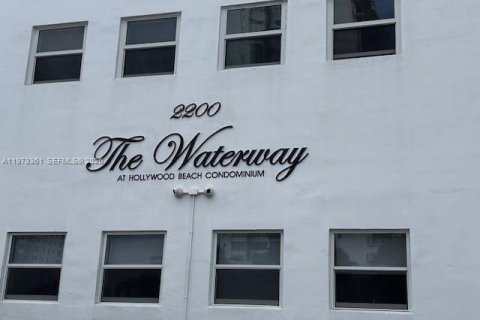 2200
The Waterway
AT HOLLYWOOD BEACH CONDOMINIUM